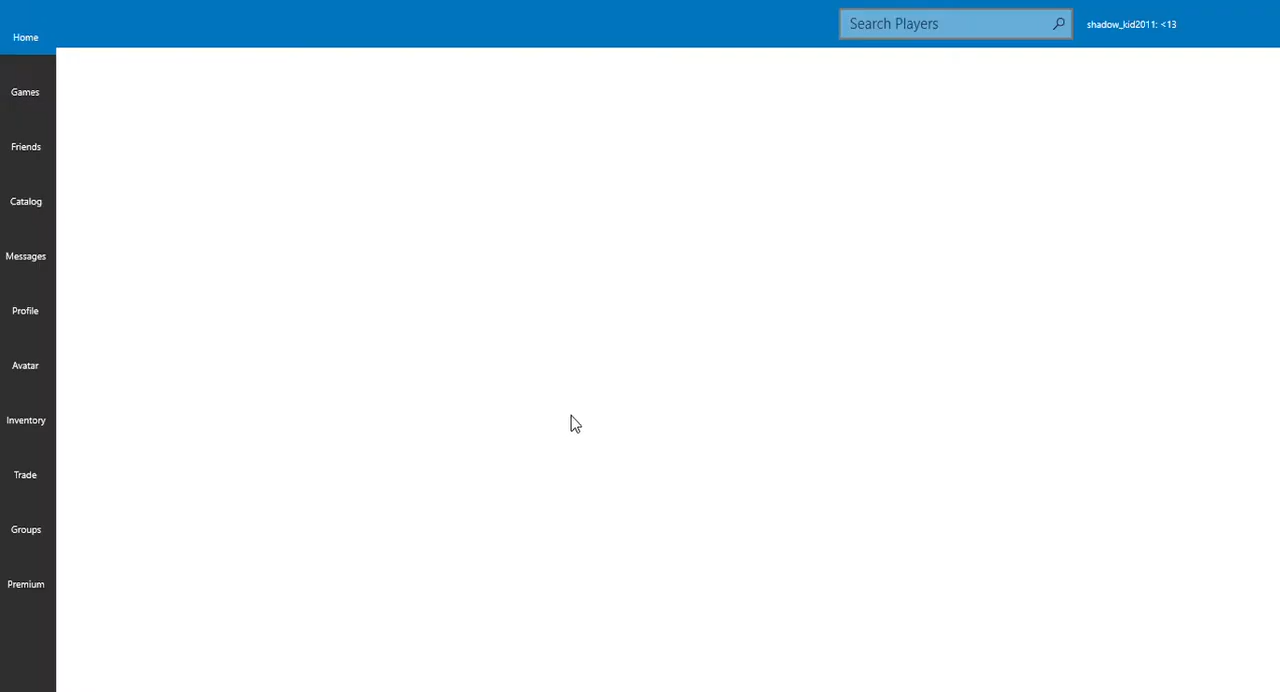 Home
Search Players
shadow_kid2011: <13
Games
Friends
Catalog
Messages
Profile
Avatar
Inventory
Trade
Groups
Premium